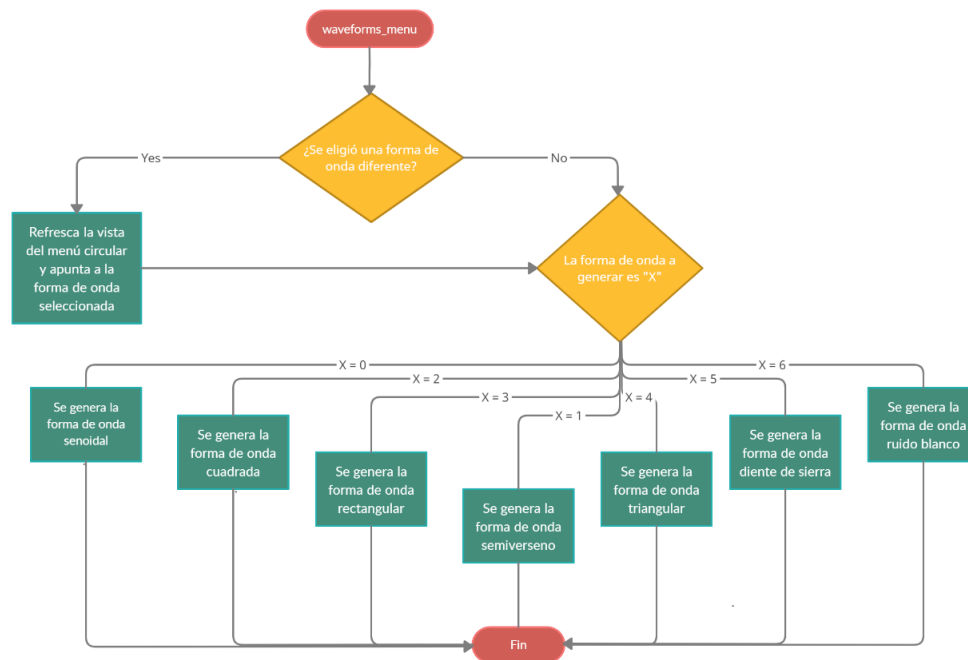 waveforms_menu
¿Se eligió una forma de
onda diferente?
Yes
No
Refresca la vista
del menú circular
y apunta a la
forma de onda
seleccionada
La forma de onda a
generar es "X"
X = 0
X = 6
X = 2
X = 5
X = 3
X = 4
X = 1
Se genera la
forma de onda
senoidal
Se genera la
forma de onda
cuadrada
Se genera la
forma de onda
rectangular
Se genera la
forma de onda
semiverseno
Se genera la
forma de onda
triangular
Se genera la
forma de onda
diente de sierra
Se genera la
forma de onda
ruido blanco
Fin